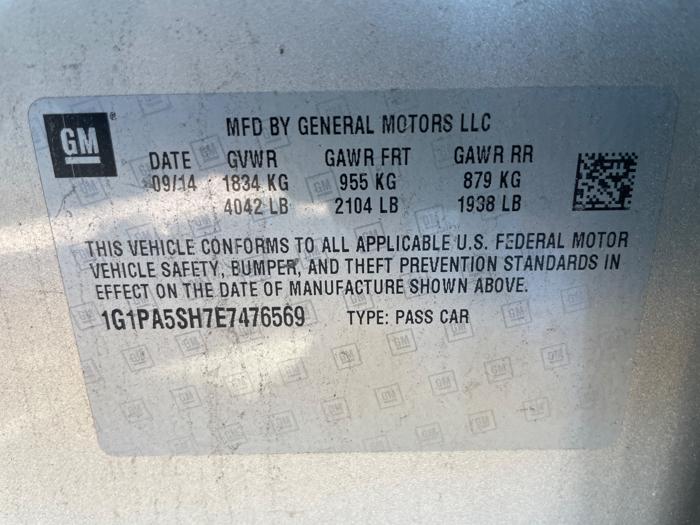 GM
MFD BY GENERAL MOTORS LLC
DATE GVWR GAWR FRT GAWR RR
09/14 1834 KG 955 KG 879 KG
4042 LB 2104 LB 1938 LB
THIS VEHICLE CONFORMS TO ALL APPLICABLE U.S. FEDERAL MOTOR
VEHICLE SAFETY, BUMPER, AND THEFT PREVENTION STANDARDS IN
EFFECT ON THE DATE OF MANUFACTURE SHOWN ABOVE.
1G1PA5SH7E7476569 TYPE: PASS CAR